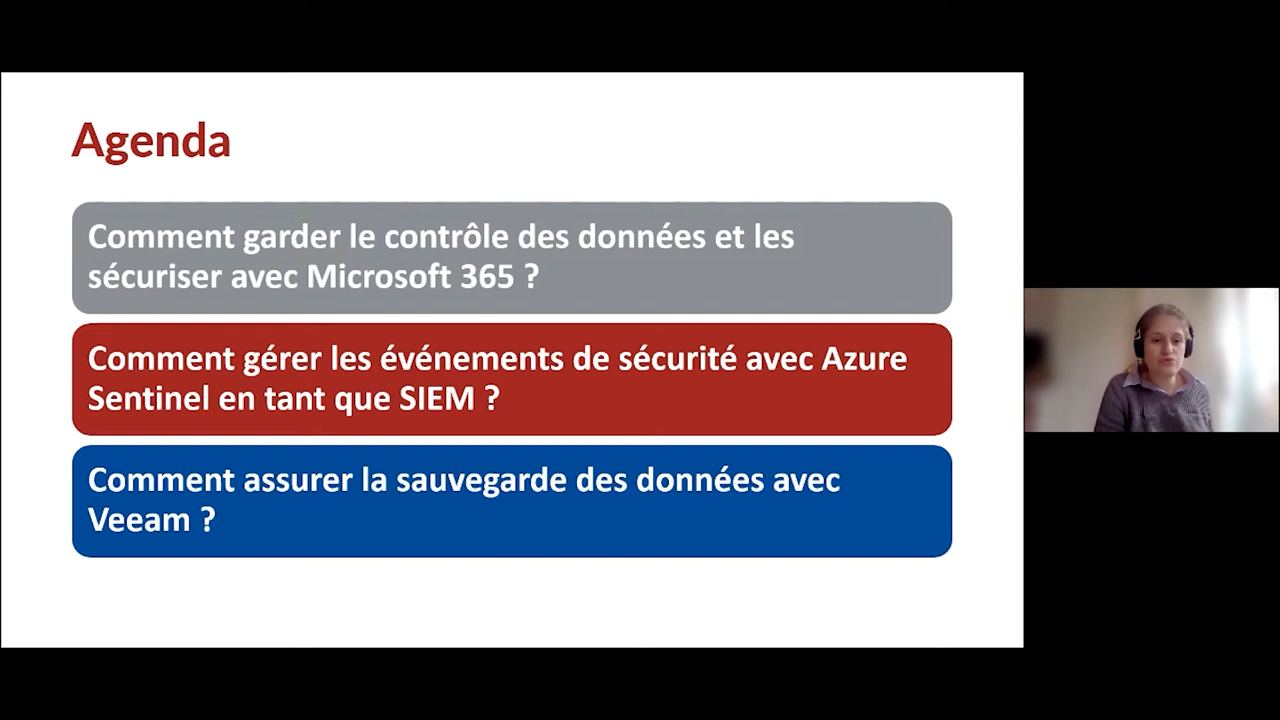 Agenda
Comment garder le contrôle des données et les
sécuriser avec Microsoft 365 ?
Comment gérer les événements de sécurité avec Azure
Sentinel en tant que SIEM ?
Comment assurer la sauvegarde des données avec
Veeam ?